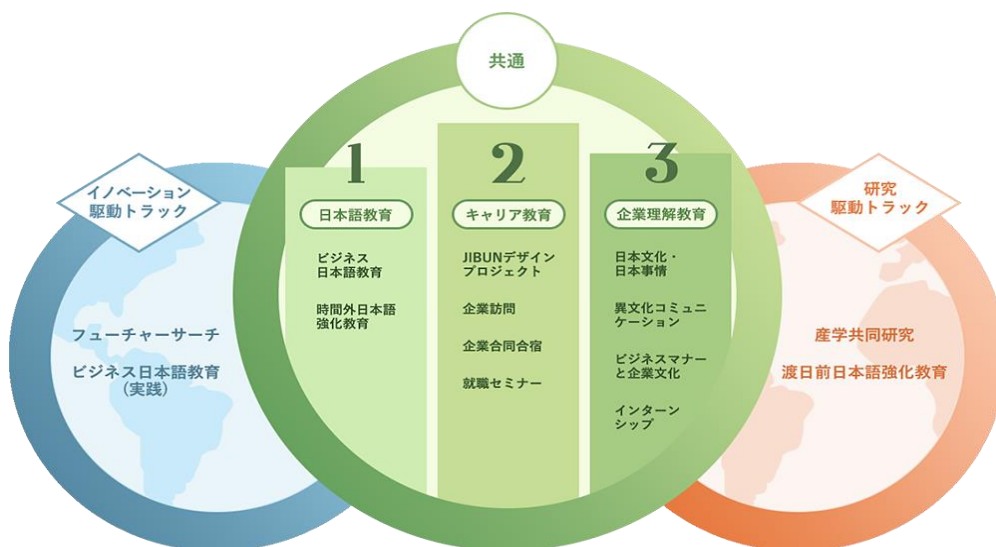 共通
イノベーション
駆動トラック
フューチャーサーチ
ビジネス日本語教育
(実践)
1
日本語教育
ビジネス
日本語教育
時間外日本語
強化教育
2
キャリア教育
JIBUNデザイン
プロジェクト
企業訪問
企業合同合宿
就職セミナー
3
企業理解教育
日本文化・
日本事情
異文化コミュニ
ケーション
ビジネスマナー
と企業文化
インターン
シップ
研究
駆動トラック
産学共同研究
渡日前日本語強化教育